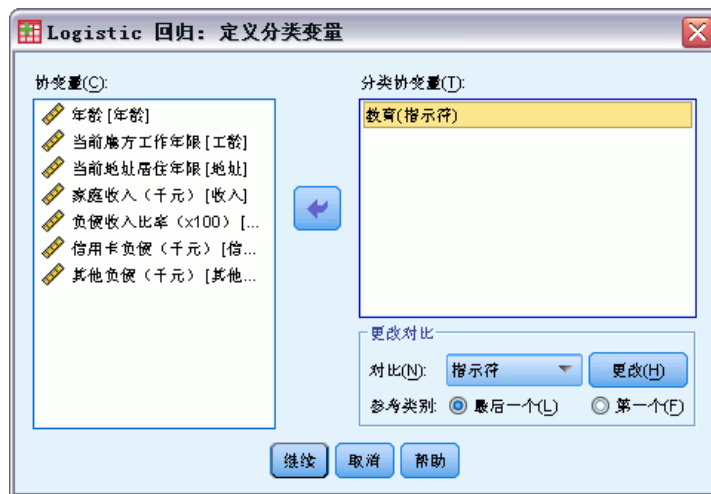 Logistic 回归: 定义分类变量
协变量(C):
年龄 [年龄]
当前雇方工作年限 [工龄]
当前地址居住年限 [地址]
家庭收入（千元）[收入]
负债收入比率（x100）[...
信用卡负债（千元）[信...
其他负债（千元）[其他...
分类协变量(T):
教育(指示符)
更改对比
对比(N): 指示符 更改(H)
参考类别: 最后一个(L) 第一个(F)
继续 取消 帮助